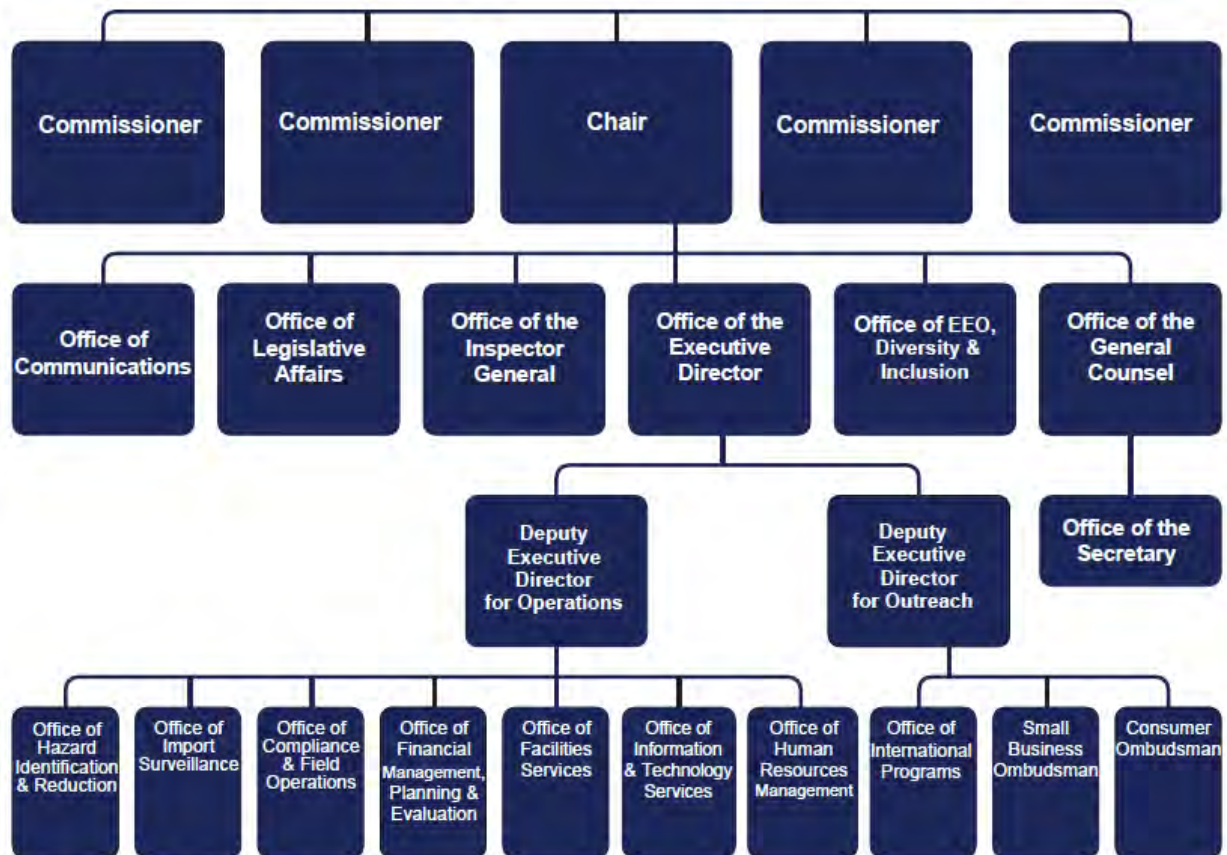 Commissioner
Commissioner
Chair
Commissioner
Commissioner
Office of
Communications
Office of
Legislative
Affairs
Office of the
Inspector
General
Office of the
Executive
Director
Office of EEO,
Diversity &
Inclusion
Office of the
General
Counsel
Deputy
Executive
Director
for Operations
Deputy
Executive
Director
for Outreach
Office of the
Secretary
Office of
Hazard
Identification
& Reduction
Office of
Import
Surveillance
Office of
Compliance
& Field
Operations
Office of
Financial
Management,
Planning &
Evaluation
Office of
Facilities
Services
Office of
Information
& Technology
Services
Office of
Human
Resources
Management
Office of
International
Programs
Small
Business
Ombudsman
Consumer
Ombudsman